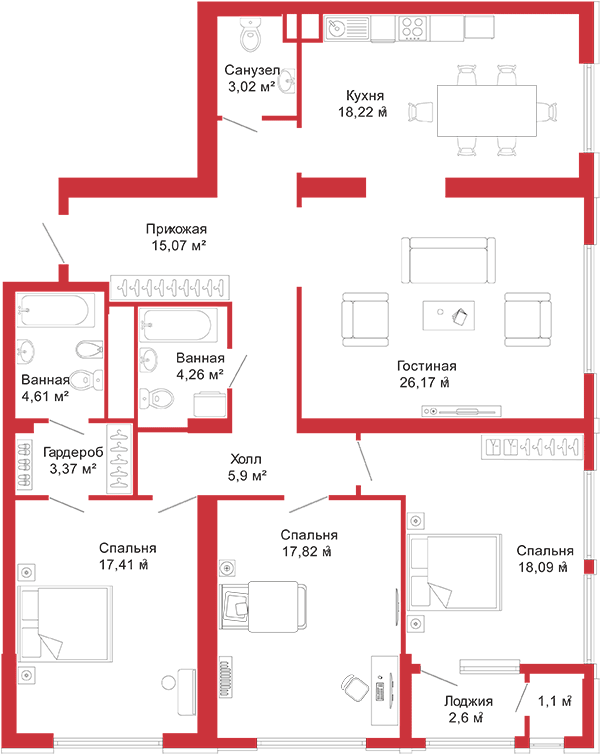 Санузел
3,02 м²
Кухня
18,22 м²
Прихожая
15,07 м²
Ванная
4,26 м²
Гостиная
26,17 м²
Ванная
4,61 м²
Гардероб
3,37 м²
Холл
5,9 м²
Спальня
17,41 м²
Спальня
17,82 м²
Спальня
18,09 м²
Лоджия
2,6 м²
1,1 м²